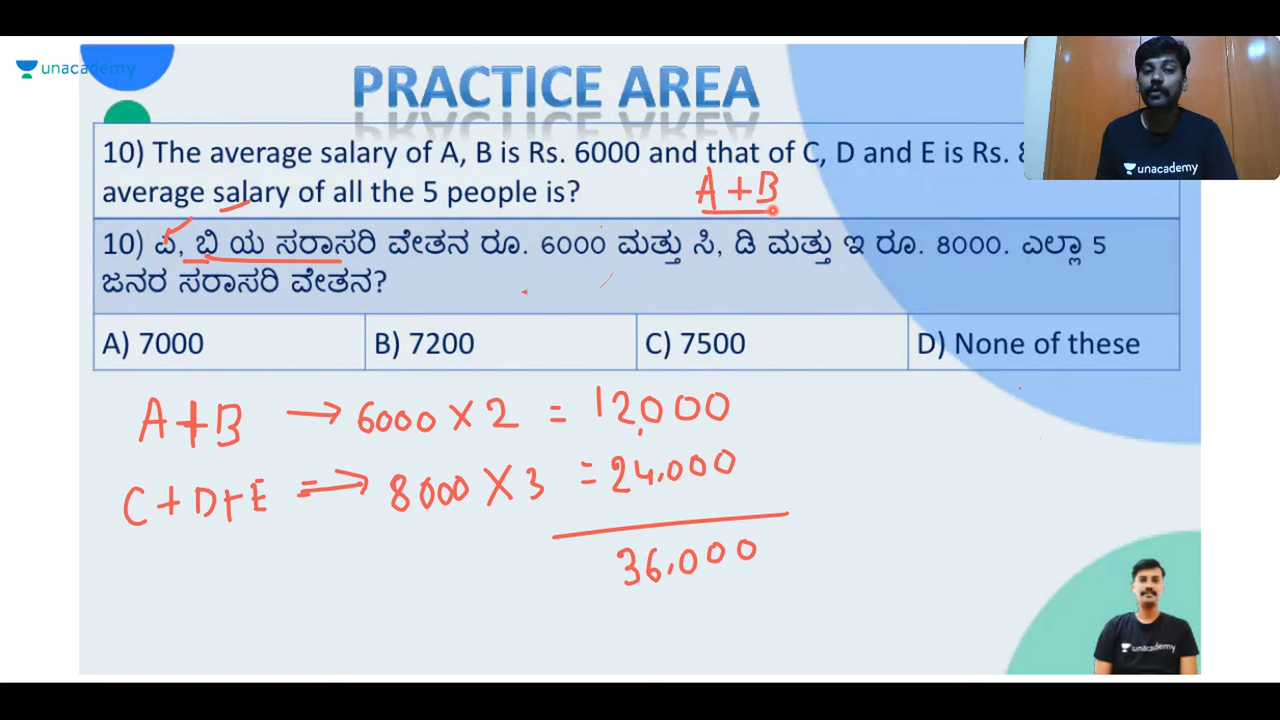 unacademy
PRACTICE AREA
10) The average salary of A, B is Rs. 6000 and that of C, D and E is Rs. 8
average salary of all the 5 people is?
A + B
10) ಎ, ಬಿ ಯ ಸರಾಸರಿ ವೇತನ ರೂ. 6000 ಮತ್ತು ಸಿ, ಡಿ ಮತ್ತು ಇ ರೂ. 8000. ಎಲ್ಲಾ 5
ಜನರ ಸರಾಸರಿ ವೇತನ?
A) 7000 B) 7200 C) 7500 D) None of these
A+B → 6000 × 2 = 12,000
C+D+E ⇒ 8000 × 3 = 24,000
36,000
unacademy
unacademy